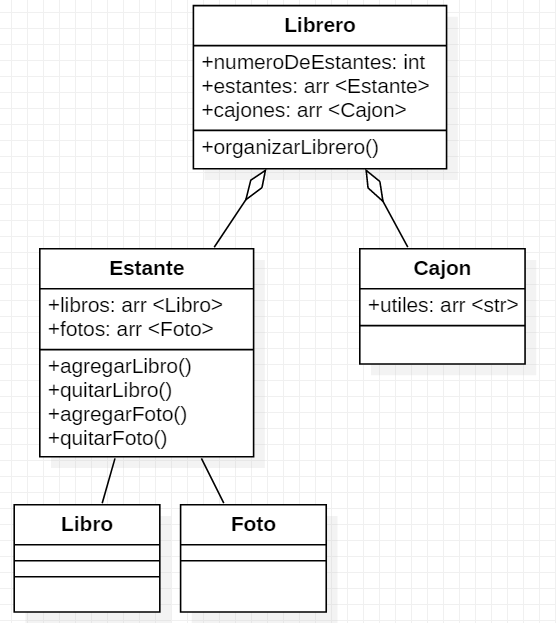 Librero
+numeroDeEstantes: int
+estantes: arr <Estante>
+cajones: arr <Cajon>
+organizarLibrero()
Estante
+libros: arr <Libro>
+fotos: arr <Foto>
+agregarLibro()
+quitarLibro()
+agregarFoto()
+quitarFoto()
Cajon
+utiles: arr <str>
Libro
Foto